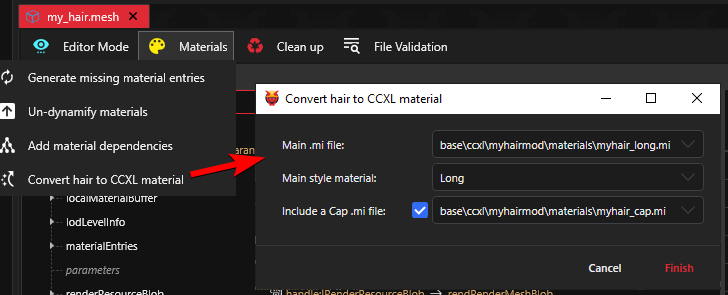 my_hair.mesh
Editor Mode
Materials
Clean up
File Validation
Generate missing material entries
Un-dynamify materials
Add material dependencies
Convert hair to CCXL material
localMaterialBuffer
lodLevelInfo
materialEntries
parameters
renderResourceBlob
handle:IRenderResourceBlob → rendRenderMeshBlob
Convert hair to CCXL material
Main .mi file:
base\ccxl\myhairmod\materials\myhair_long.mi
Main style material:
Long
Include a Cap .mi file:
base\ccxl\myhairmod\materials\myhair_cap.mi
Cancel
Finish